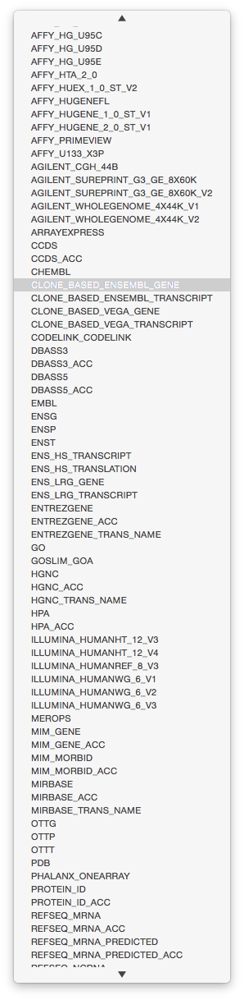 AFFY_HG_U95C
AFFY_HG_U95D
AFFY_HG_U95E
AFFY_HTA_2_0
AFFY_HUEX_1_0_ST_V2
AFFY_HUGENEFL
AFFY_HUGENE_1_0_ST_V1
AFFY_HUGENE_2_0_ST_V1
AFFY_PRIMEVIEW
AFFY_U133_X3P
AGILENT_CGH_44B
AGILENT_SUREPRINT_G3_GE_8X60K
AGILENT_SUREPRINT_G3_GE_8X60K_V2
AGILENT_WHOLEGENOME_4X44K_V1
AGILENT_WHOLEGENOME_4X44K_V2
ARRAYEXPRESS
CCDS
CCDS_ACC
CHEMBL
CLONE_BASED_ENSEMBL_GENE
CLONE_BASED_ENSEMBL_TRANSCRIPT
CLONE_BASED_VEGA_GENE
CLONE_BASED_VEGA_TRANSCRIPT
CODELINK_CODELINK
DBASS3
DBASS3_ACC
DBASS5
DBASS5_ACC
EMBL
ENSG
ENSP
ENST
ENS_HS_TRANSCRIPT
ENS_HS_TRANSLATION
ENS_LRG_GENE
ENS_LRG_TRANSCRIPT
ENTREZGENE
ENTREZGENE_ACC
ENTREZGENE_TRANS_NAME
GO
GOSLIM_GOA
HGNC
HGNC_ACC
HGNC_TRANS_NAME
HPA
HPA_ACC
ILLUMINA_HUMANHT_12_V3
ILLUMINA_HUMANHT_12_V4
ILLUMINA_HUMANREF_8_V3
ILLUMINA_HUMANWG_6_V1
ILLUMINA_HUMANWG_6_V2
ILLUMINA_HUMANWG_6_V3
MEROPS
MIM_GENE
MIM_GENE_ACC
MIM_MORBID
MIM_MORBID_ACC
MIRBASE
MIRBASE_ACC
MIRBASE_TRANS_NAME
OTTG
OTTP
OTTT
PDB
PHALANX_ONEARRAY
PROTEIN_ID
PROTEIN_ID_ACC
REFSEQ_MRNA
REFSEQ_MRNA_ACC
REFSEQ_MRNA_PREDICTED
REFSEQ_MRNA_PREDICTED_ACC
REFSEQ_NCRNA